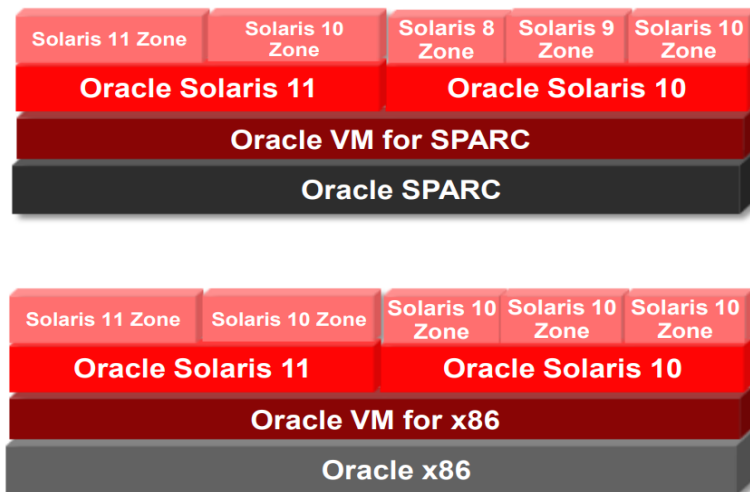 Solaris 11 Zone
Solaris 10
Zone
Solaris 8
Zone
Solaris 9
Zone
Solaris 10
Zone
Oracle Solaris 11
Oracle Solaris 10
Oracle VM for SPARC
Oracle SPARC
Solaris 11 Zone
Solaris 10 Zone
Solaris 10
Zone
Solaris 10
Zone
Solaris 10
Zone
Oracle Solaris 11
Oracle Solaris 10
Oracle VM for x86
Oracle x86